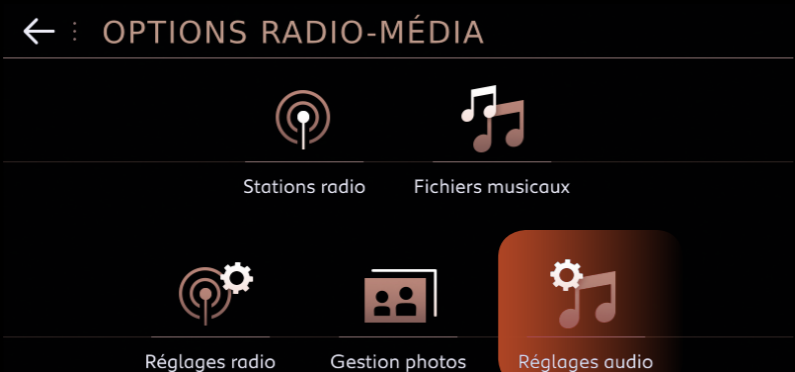 OPTIONS RADIO-MÉDIA
Stations radio
Fichiers musicaux
Réglages radio
Gestion photos
Réglages audio